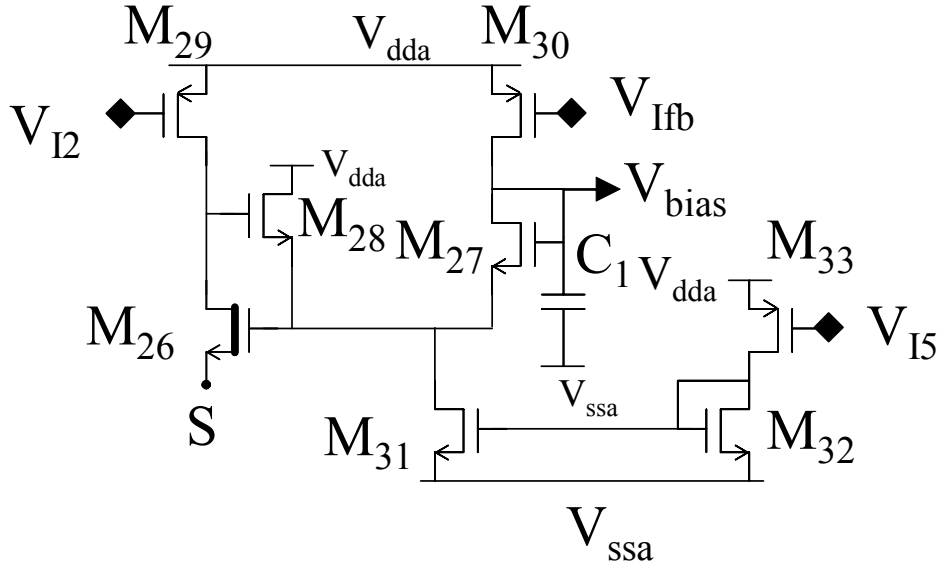 M29 Vdda M30
VI2 VIfb
Vdda
M28 Vbias
M27 C1 Vdda M33
M26 VI5
S Vssa
M31 M32
Vssa